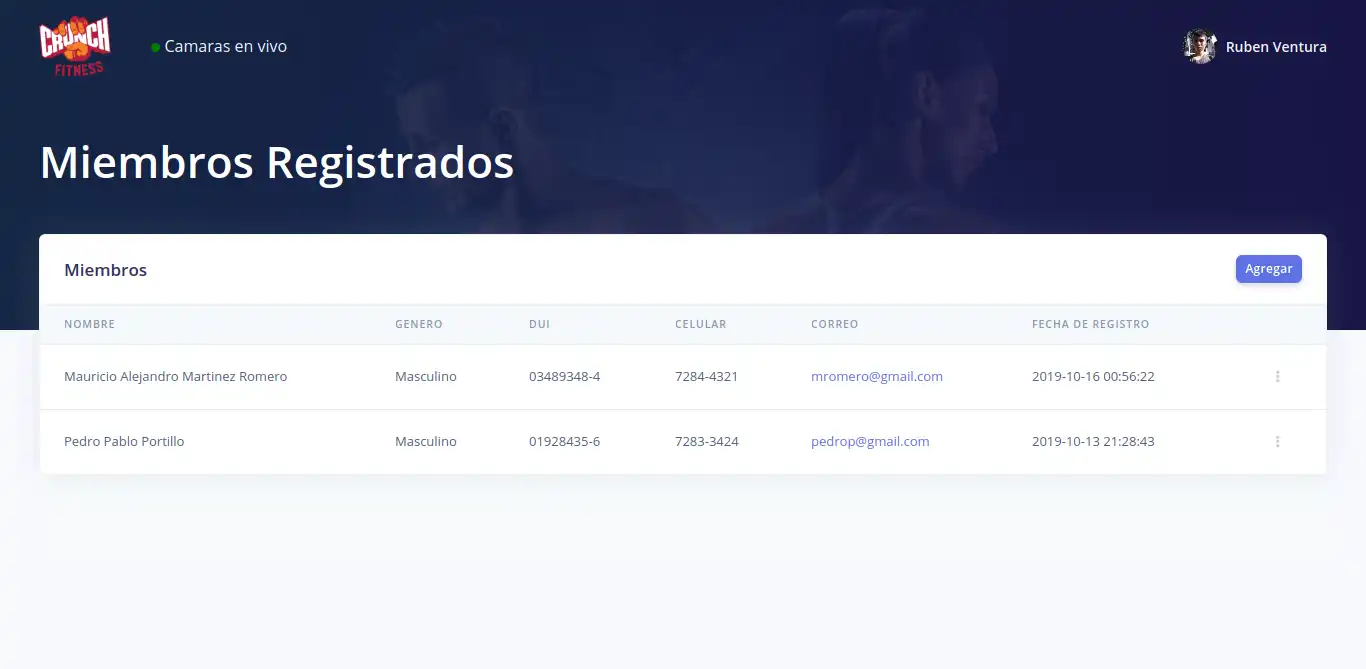 CRUNCH
FITNESS
Camaras en vivo
Ruben Ventura
Miembros Registrados
Miembros
Agregar
NOMBRE GENERO DUI CELULAR CORREO FECHA DE REGISTRO
Mauricio Alejandro Martinez Romero Masculino 03489348-4 7284-4321 mromero@gmail.com 2019-10-16 00:56:22
Pedro Pablo Portillo Masculino 01928435-6 7283-3424 pedrop@gmail.com 2019-10-13 21:28:43